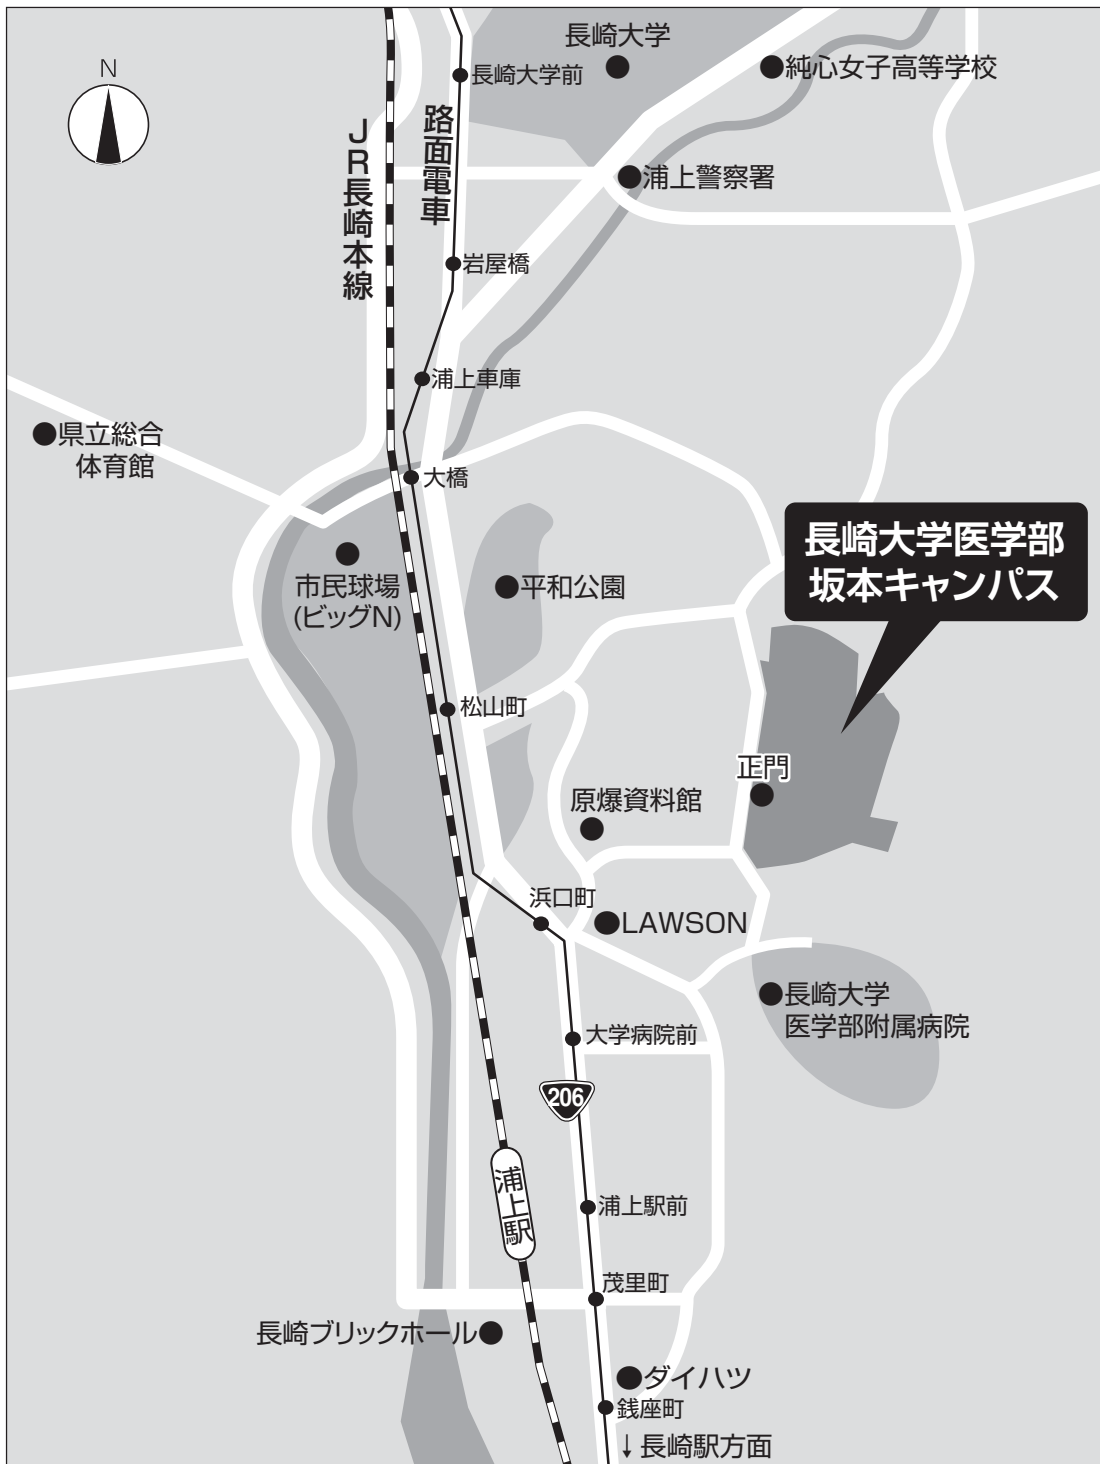 長崎大学
長崎大学前
純心女子高等学校
N
JR長崎本線
路面電車
浦上警察署
岩屋橋
浦上車庫
県立総合
体育館
大橋
長崎大学医学部
坂本キャンパス
市民球場
(ビッグN)
平和公園
松山町
正門
原爆資料館
浜口町
LAWSON
長崎大学
医学部附属病院
大学病院前
206
浦上駅
浦上駅前
茂里町
長崎ブリックホール
ダイハツ
銭座町
↓長崎駅方面